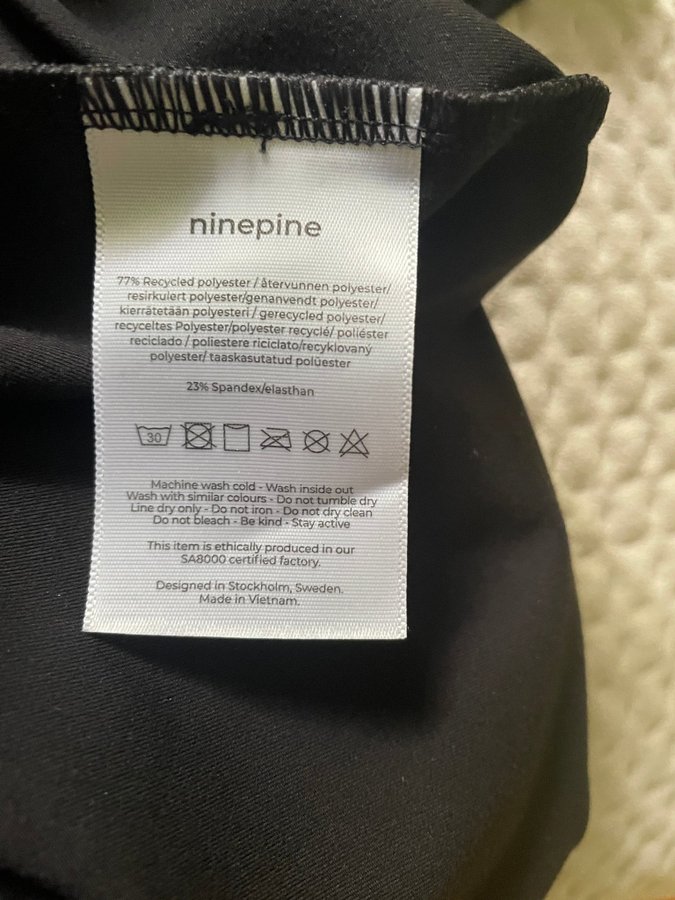 ninepine
77% Recycled polyester / återvunnen polyester/
resirkulert polyester/genanvendt polyester/
kierrätetään polyesteri / gerecycled polyester/
recyceltes Polyester/polyester recyclé/ poliéster
reciclado / poliestere riciclato/recyklovaný
polyester/ taaskasutatud polüester
23% Spandex/elasthan
30
Machine wash cold - Wash inside out
Wash with similar colours - Do not tumble dry
Line dry only - Do not iron - Do not dry clean
Do not bleach - Be kind - Stay active
This item is ethically produced in our
SA8000 certified factory.
Designed in Stockholm, Sweden.
Made in Vietnam.